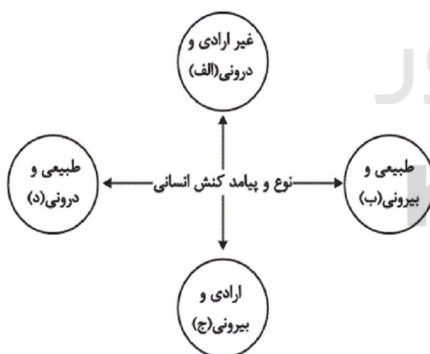 غیر ارادی و
درونی(الف)
طبیعی و
بیرونی(ب)
نوع و پیامد کنش انسانی
طبیعی و
درونی(د)
ارادی و
بیرونی(ج)